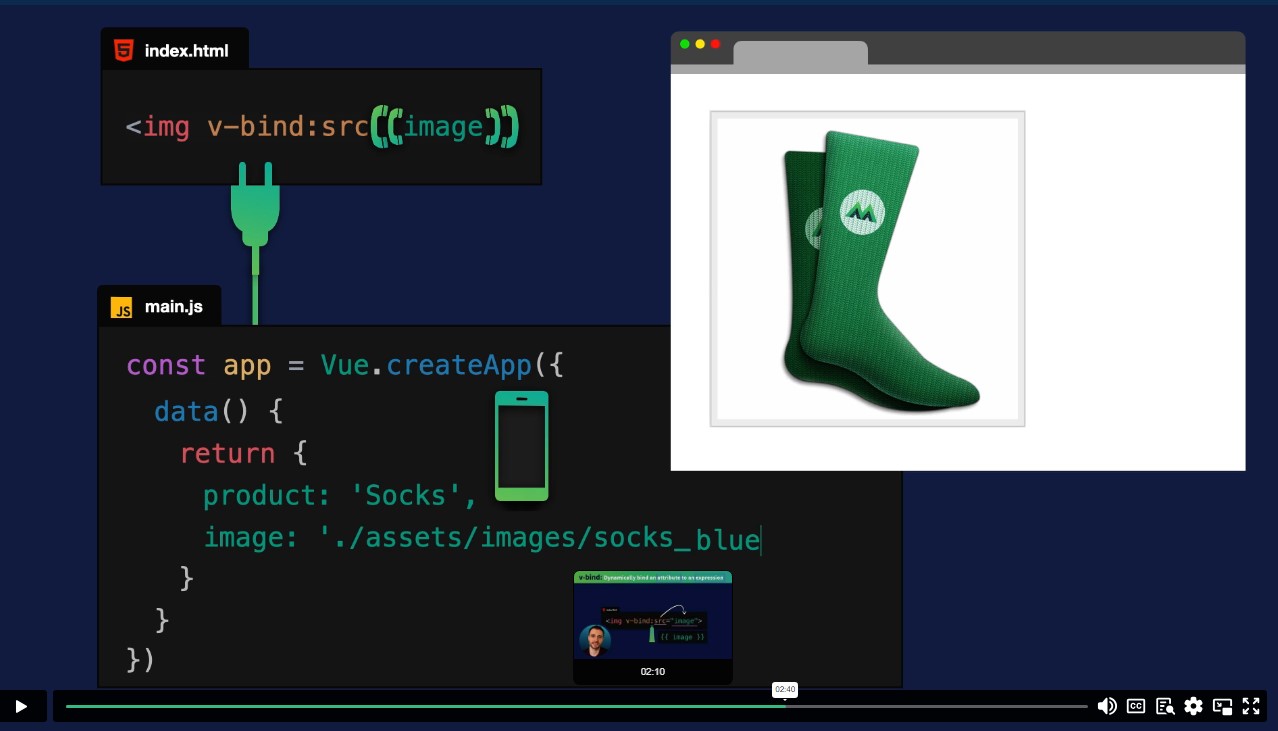 index.html
<img v-bind:src{{image}}
main.js
const app = Vue.createApp({
data() {
return {
product: 'Socks',
image: './assets/images/socks_blue
}
}
})
v-bind: Dynamically bind an attribute to an expression
<img v-bind:src="image">
{{ image }}
02:10
02:40
CC